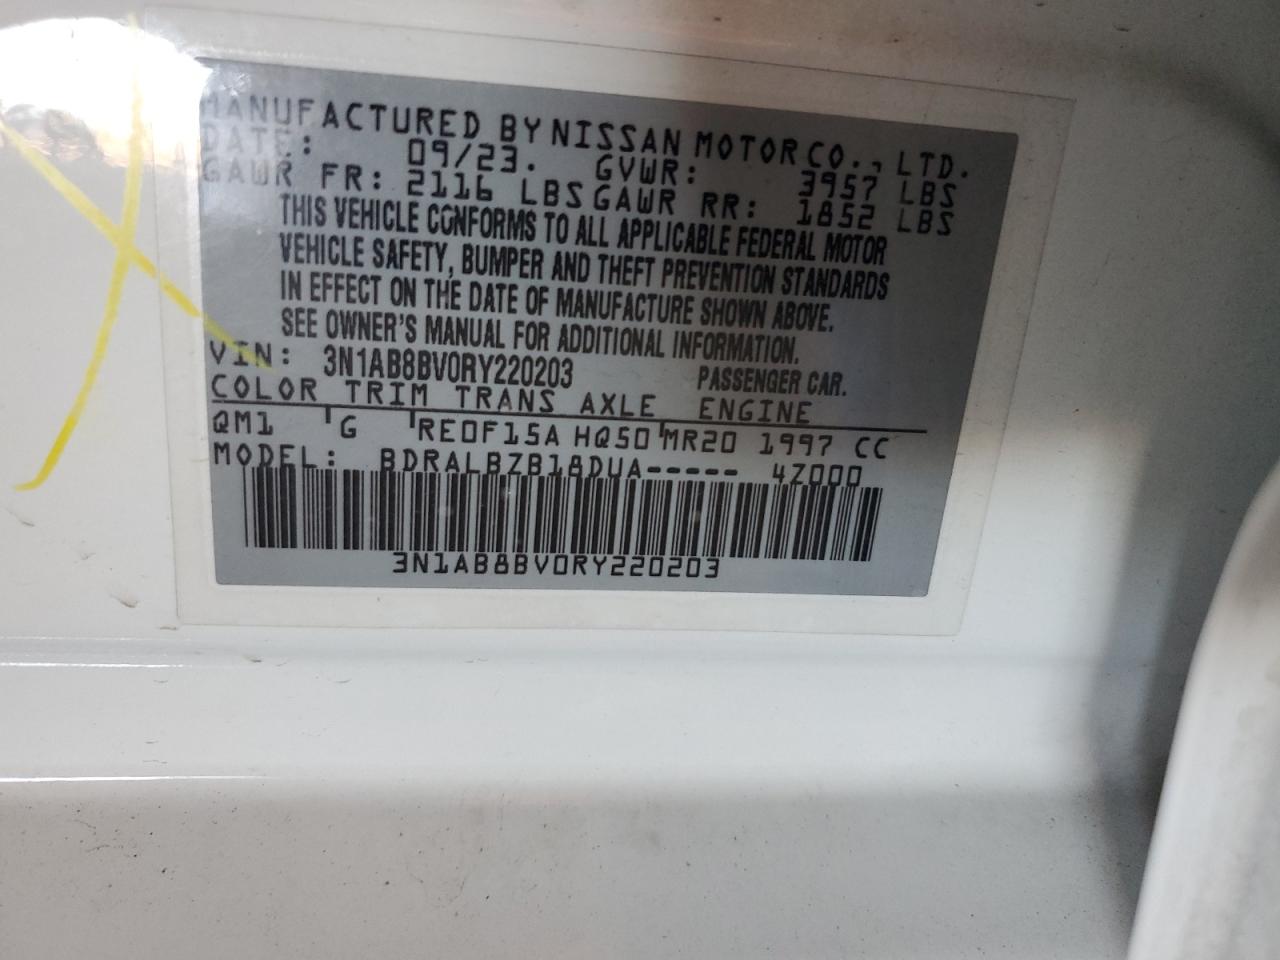 MANUFACTURED BY NISSAN MOTOR CO., LTD.
DATE: 09/23. GVWR: 3957 LBS
GAWR FR: 2116 LBS GAWR RR: 1852 LBS
THIS VEHICLE CONFORMS TO ALL APPLICABLE FEDERAL MOTOR
VEHICLE SAFETY, BUMPER AND THEFT PREVENTION STANDARDS
IN EFFECT ON THE DATE OF MANUFACTURE SHOWN ABOVE.
SEE OWNER'S MANUAL FOR ADDITIONAL INFORMATION.
VIN: 3N1AB8BV0RY220203 PASSENGER CAR.
COLOR TRIM TRANS AXLE ENGINE
QM1 G RE0F15A HQ50 MR20 1997 CC
MODEL: BDRALBZB18DUA----- 4Z000
3N1AB8BV0RY220203